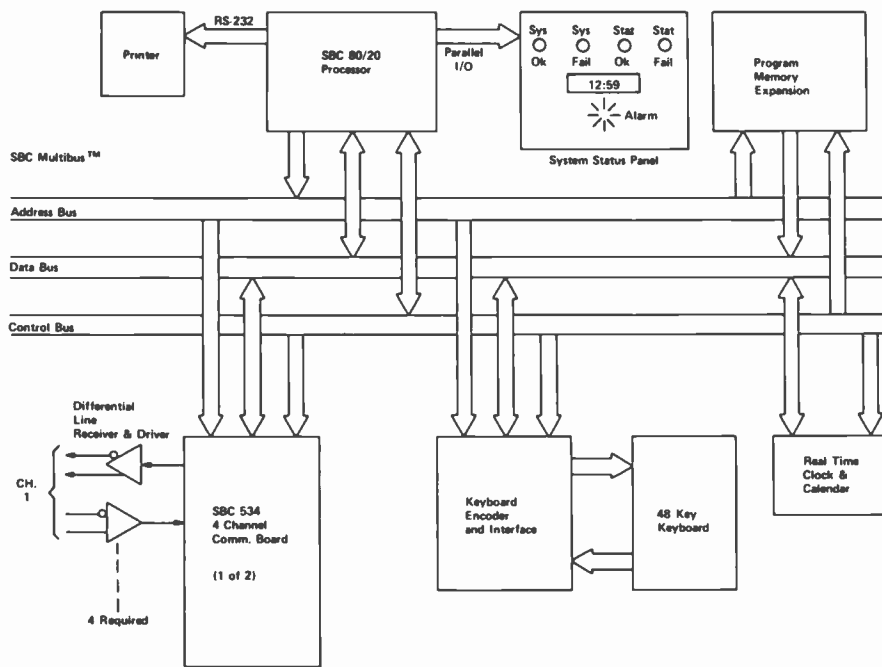 Printer
RS-232
SBC 80/20
Processor
Parallel
I/O
Sys Sys Stat Stat
Ok Fail Ok Fail
12:59
Alarm
System Status Panel
Program
Memory
Expansion
SBC Multibus™
Address Bus
Data Bus
Control Bus
Differential
Line
Receiver & Driver
CH.
1
4 Required
SBC 534
4 Channel
Comm. Board
(1 of 2)
Keyboard
Encoder
and Interface
48 Key
Keyboard
Real Time
Clock &
Calendar